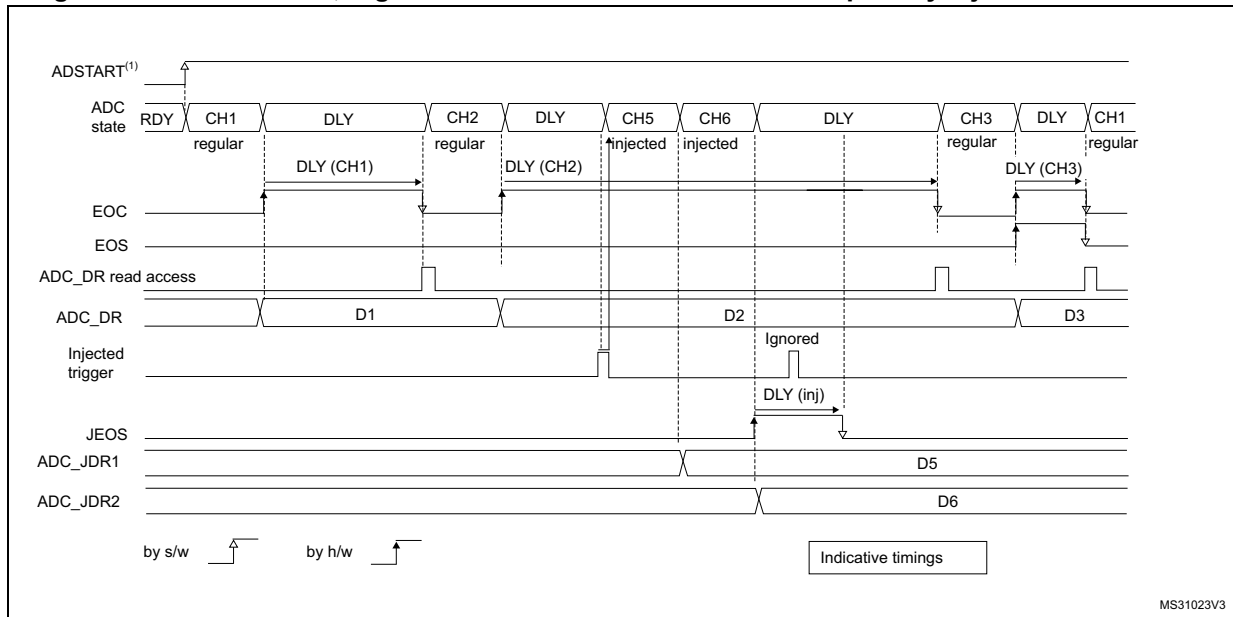 ADSTART(1)
ADC
state
RDY CH1 DLY CH2 DLY CH5 CH6 DLY CH3 DLY CH1
regular regular injected injected regular regular
DLY (CH1) DLY (CH2) DLY (CH3)
EOC
EOS
ADC_DR read access
ADC_DR D1 D2 D3
Injected
trigger
Ignored
DLY (inj)
JEOS
ADC_JDR1 D5
ADC_JDR2 D6
by s/w by h/w Indicative timings
MS31023V3